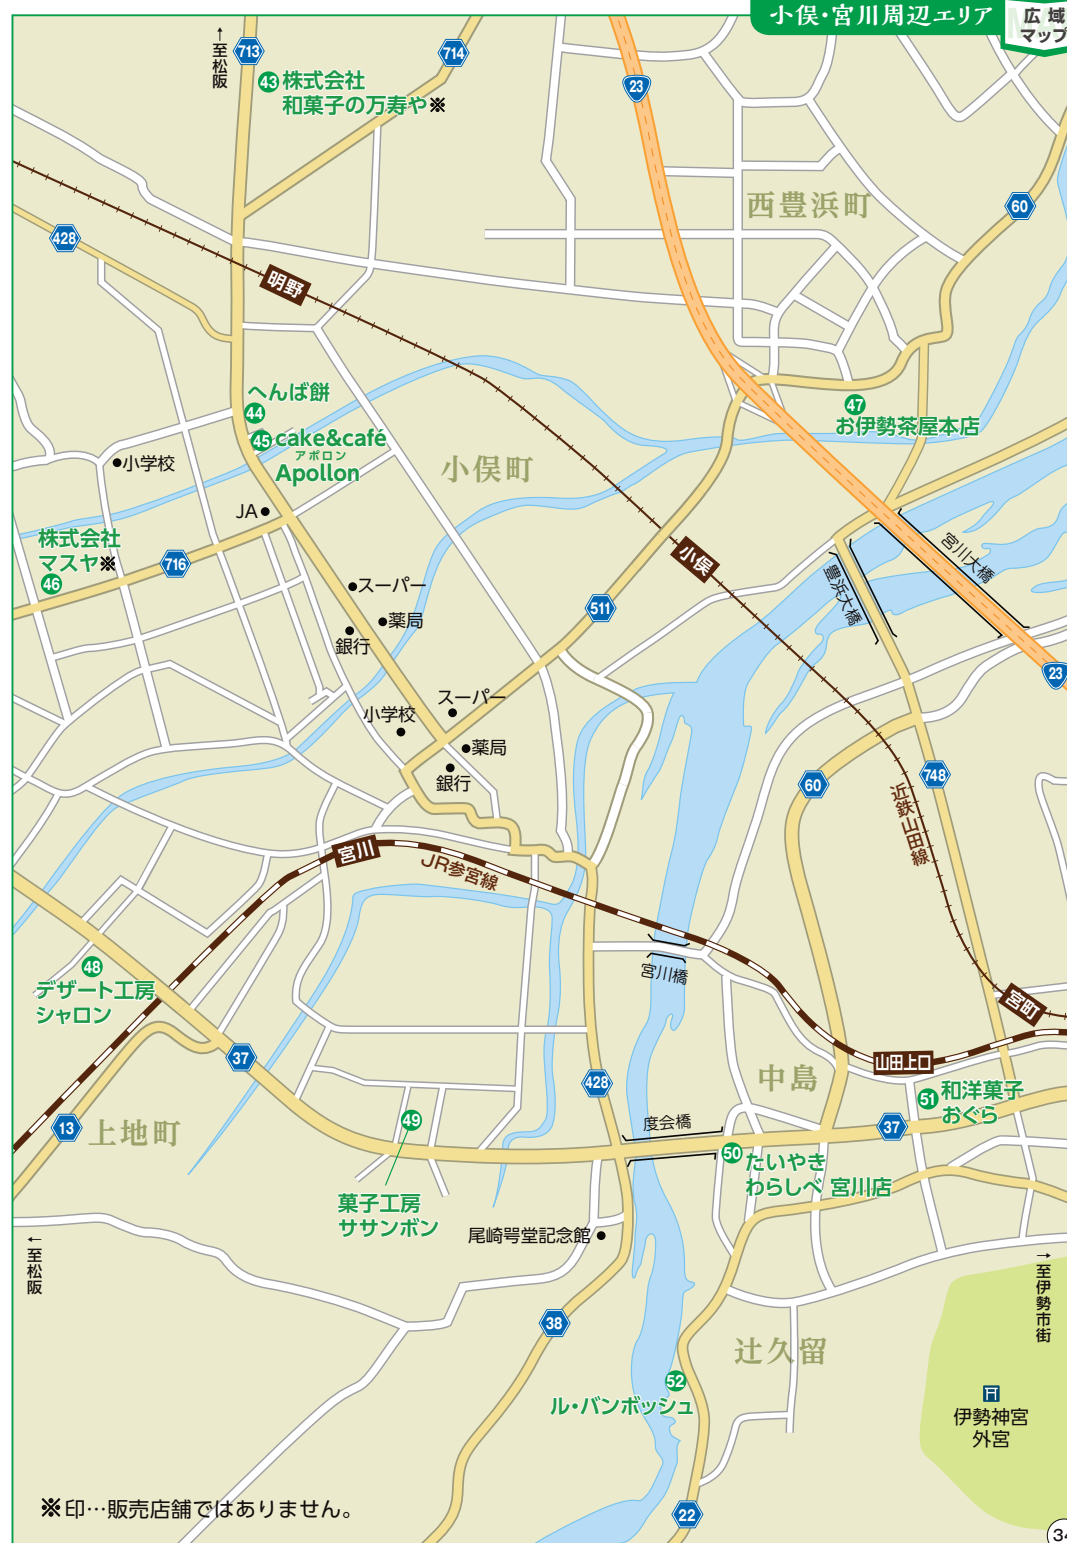 小俣・宮川周辺エリア
広域
マップ
↑至松阪
713
714
23
43 株式会社
和菓子の万寿や※
西豊浜町
60
428
明野
へんば餅
44
45 cake&café
アポロン
Apollon
47
お伊勢茶屋本店
小学校
小俣町
JA
株式会社
マスヤ※
46
716
小俣
宮川大橋
豊浜大橋
スーパー
薬局
銀行
511
23
スーパー
小学校
薬局
銀行
60
748
近鉄山田線
宮川
JR参宮線
48
デザート工房
シャロン
宮川橋
宮町
37
山田上口
428
中島
51 和洋菓子
おぐら
13
上地町
49
度会橋
37
50 たいやき
わらしべ 宮川店
菓子工房
ササンボン
尾崎咢堂記念館
←至松阪
→至伊勢市街
38
辻久留
52
ル・バンボッシュ
伊勢神宮
外宮
※印…販売店舗ではありません。
22
34